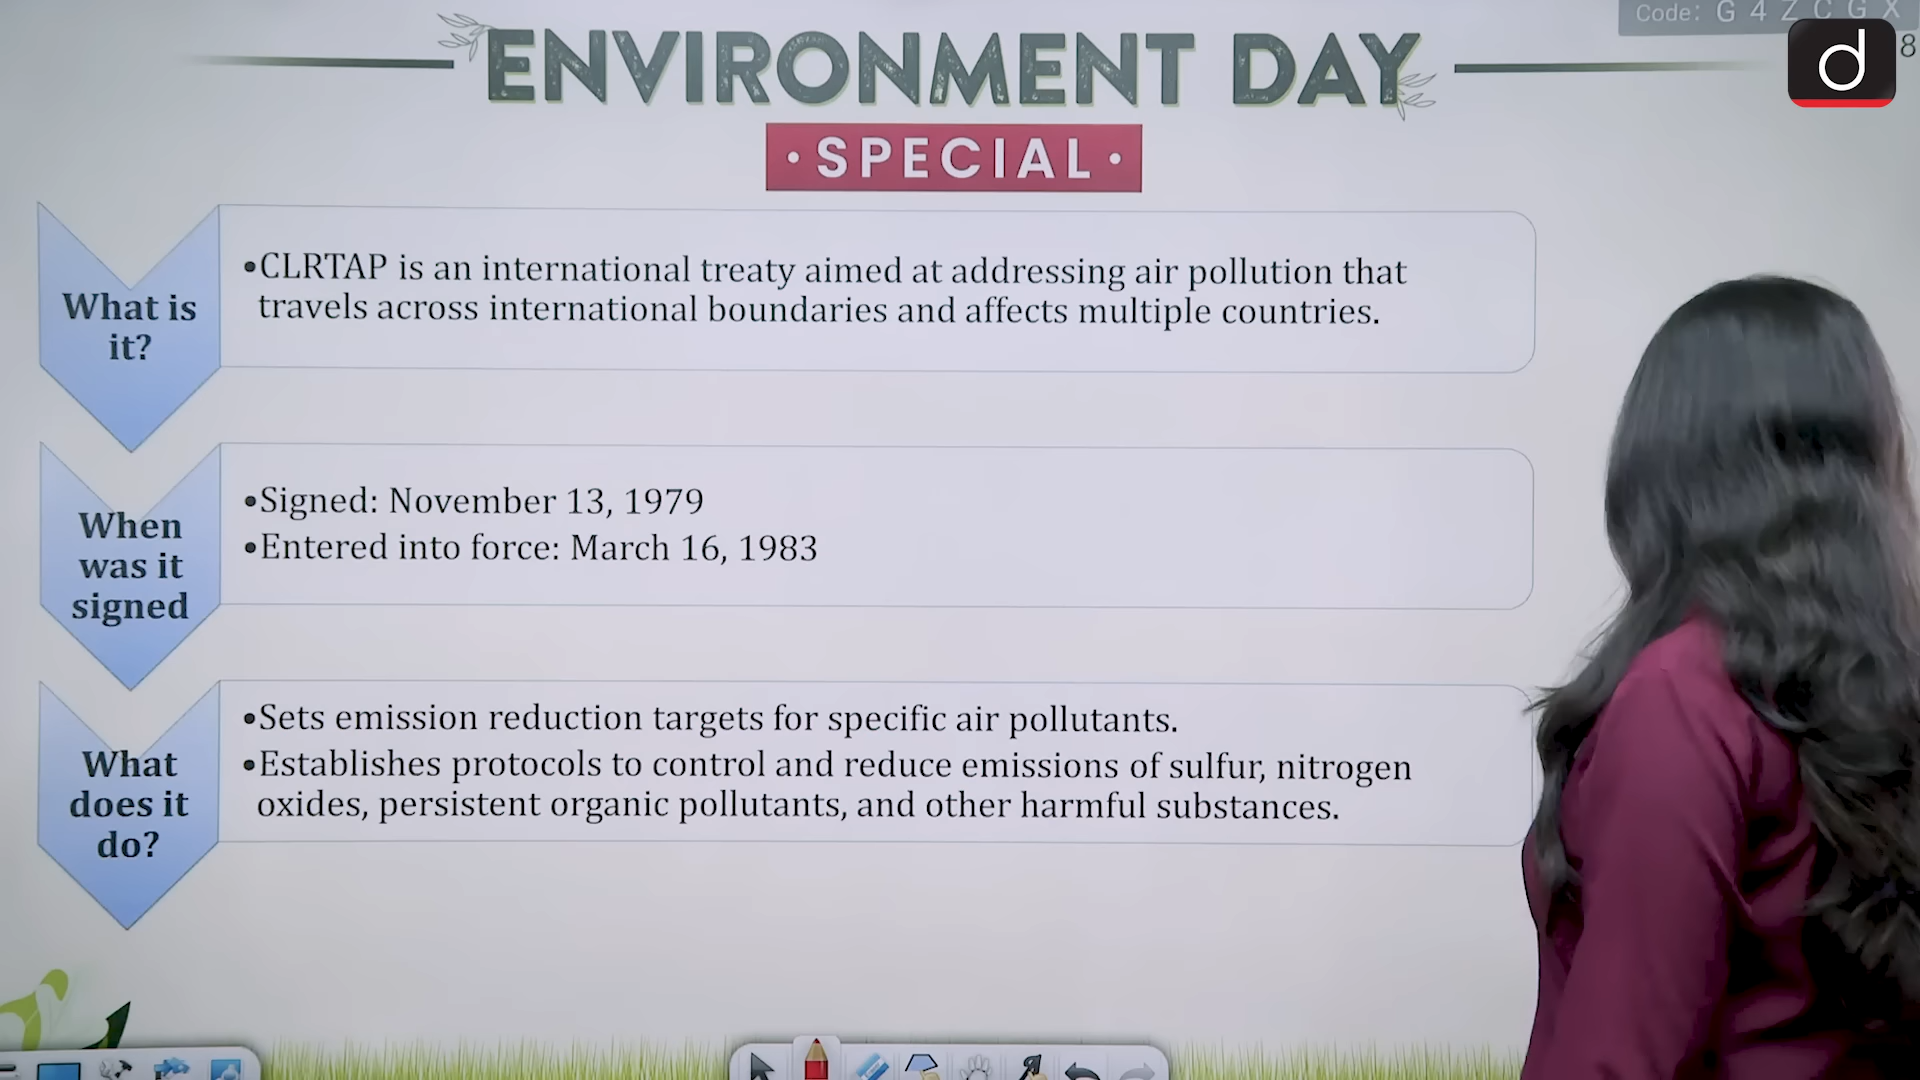 Code: G 4 Z C G X
8
d
ENVIRONMENT DAY
• SPECIAL •
What is
it?
•CLRTAP is an international treaty aimed at addressing air pollution that
travels across international boundaries and affects multiple countries.
When
was it
signed
•Signed: November 13, 1979
•Entered into force: March 16, 1983
What
does it
do?
•Sets emission reduction targets for specific air pollutants.
•Establishes protocols to control and reduce emissions of sulfur, nitrogen
oxides, persistent organic pollutants, and other harmful substances.